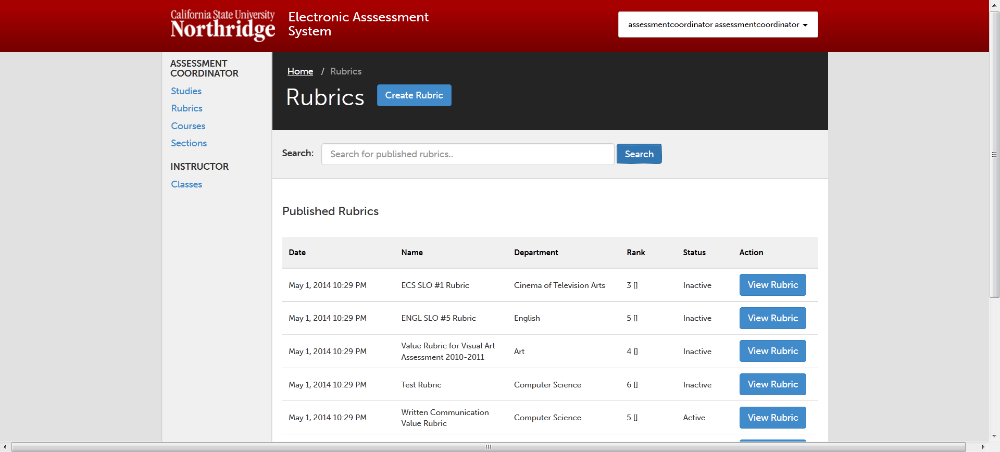 California State University
Northridge
Electronic Asssessment
System
assessmentcoordinator assessmentcoordinator
ASSESSMENT
COORDINATOR
Studies
Rubrics
Courses
Sections
INSTRUCTOR
Classes
Home / Rubrics
Rubrics Create Rubric
Search: Search for published rubrics.. Search
Published Rubrics
Date Name Department Rank Status Action
May 1, 2014 10:29 PM ECS SLO #1 Rubric Cinema of Television Arts 3 [] Inactive View Rubric
May 1, 2014 10:29 PM ENGL SLO #5 Rubric English 5 [] Inactive View Rubric
May 1, 2014 10:29 PM Value Rubric for Visual Art
Assessment 2010-2011 Art 4 [] Inactive View Rubric
May 1, 2014 10:29 PM Test Rubric Computer Science 6 [] Inactive View Rubric
May 1, 2014 10:29 PM Written Communication
Value Rubric Computer Science 5 [] Active View Rubric